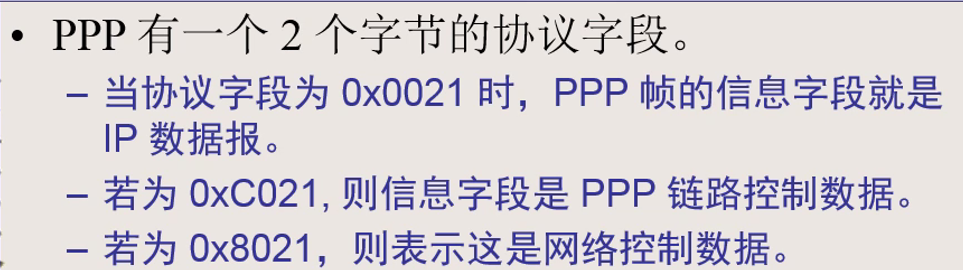 • PPP 有一个 2 个字节的协议字段。
– 当协议字段为 0x0021 时，PPP 帧的信息字段就是
IP 数据报。
– 若为 0xC021, 则信息字段是 PPP 链路控制数据。
– 若为 0x8021，则表示这是网络控制数据。